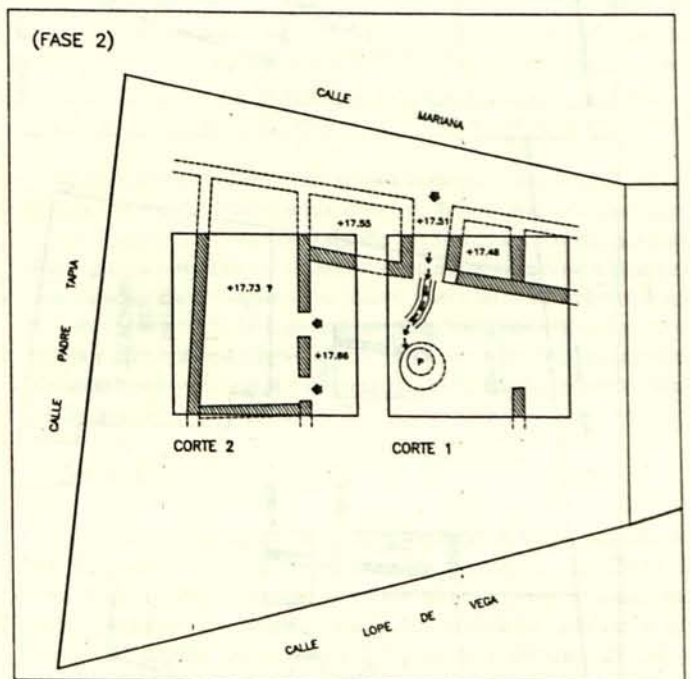 (FASE 2)
CALLE MARIANA
+17.55
+17.51
+17.48
+17.73 ?
+17.86
P
CALLE PADRE TAPIA
CORTE 2
CORTE 1
CALLE LOPE DE VEGA